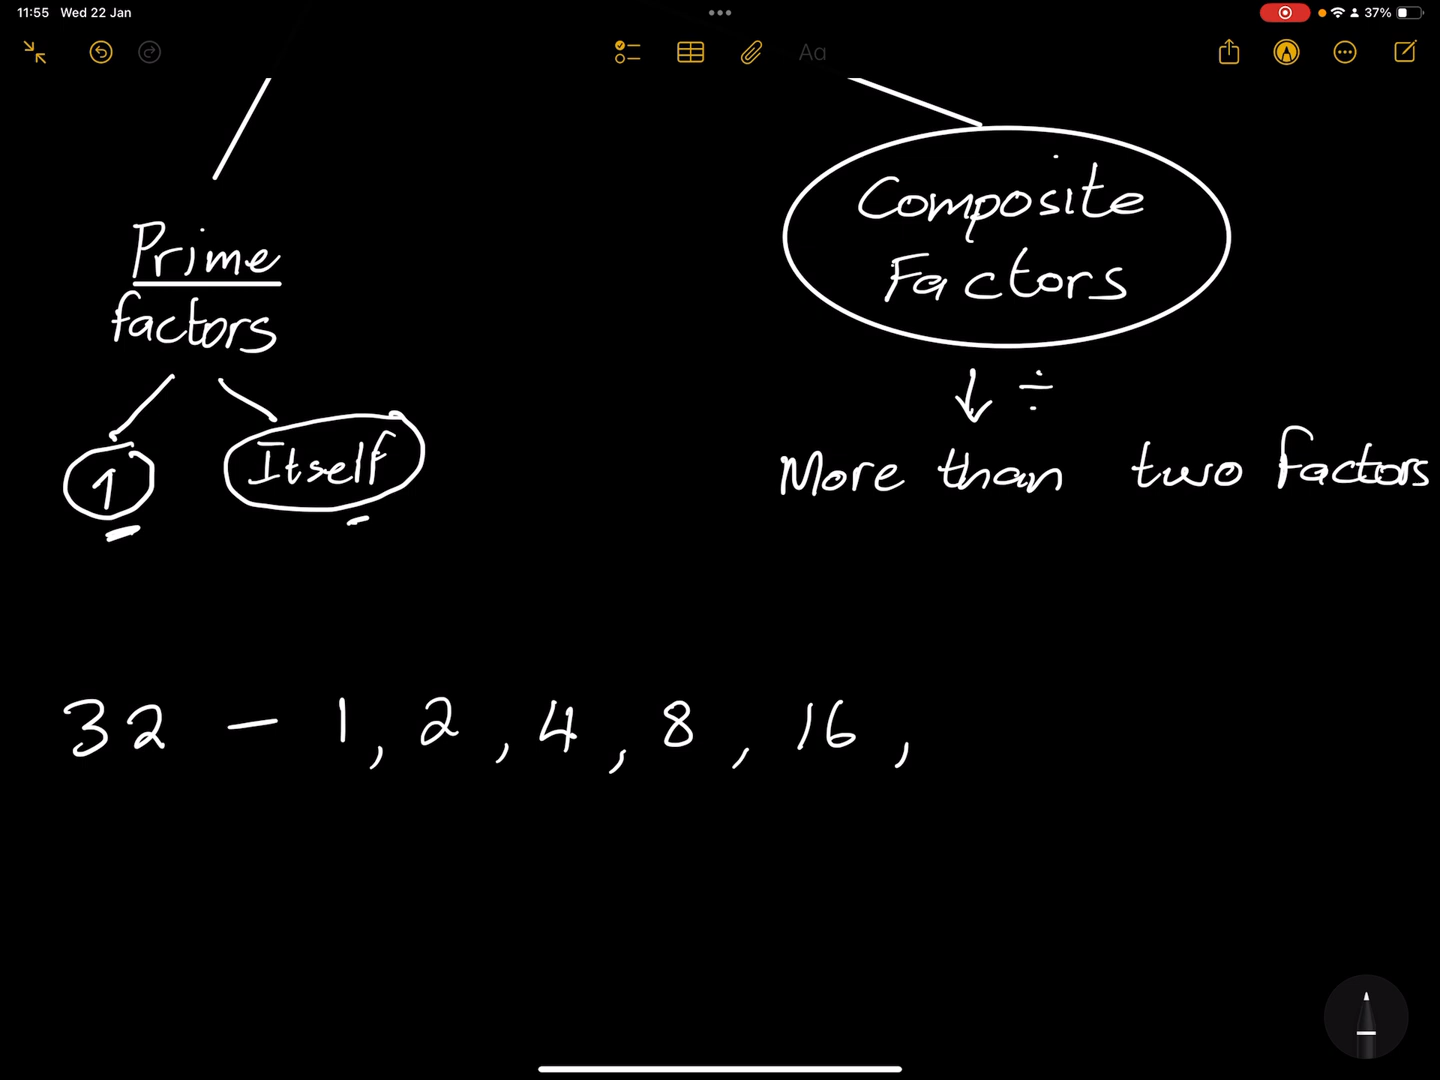 11:55 Wed 22 Jan
37%
Aa
Prime
factors
1
Itself
Composite
Factors
÷
More than two factors
32 – 1, 2, 4, 8, 16,